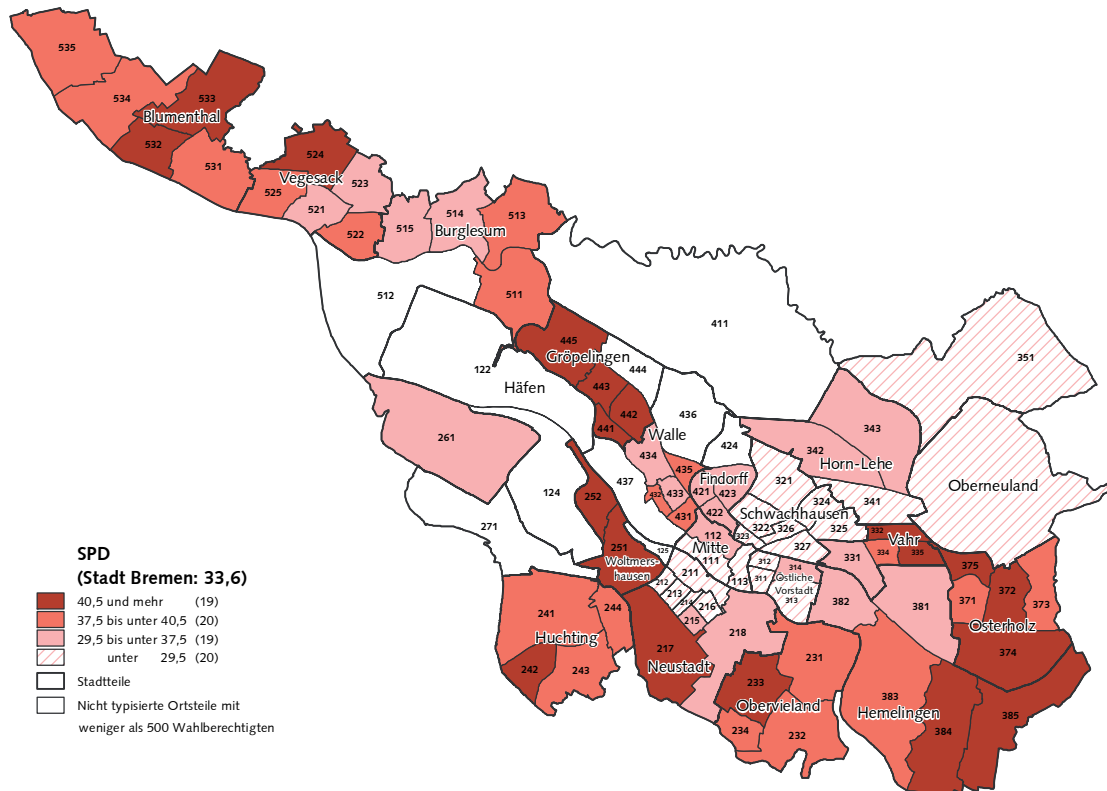 535
534
533
Blumenthal
532
531
524
Vegesack
523
525
521
522
515
514
513
Burglesum
512
511
411
351
445
Gröpelingen
444
122
Häfen
443
442
436
441
Walle
343
261
434
424
342
Horn-Lehe
435
Findorff
321
437
432
433
421
423
Oberneuland
252
124
431
422
324
341
Schwachhausen
271
322
326
325
323
332
112
Vahr
251
125
Mitte
111
327
331
334
335
Woltmers-
hausen
211
312
314
375
212
113
311
Östliche
Vorstadt
313
213
214
216
382
381
371
372
373
215
241
244
218
Osterholz
Huchting
217
374
Neustadt
242
243
231
233
383
Obervieland
Hemelingen
385
234
232
384
SPD
(Stadt Bremen: 33,6)
40,5 und mehr (19)
37,5 bis unter 40,5 (20)
29,5 bis unter 37,5 (19)
unter 29,5 (20)
Stadtteile
Nicht typisierte Ortsteile mit
weniger als 500 Wahlberechtigten